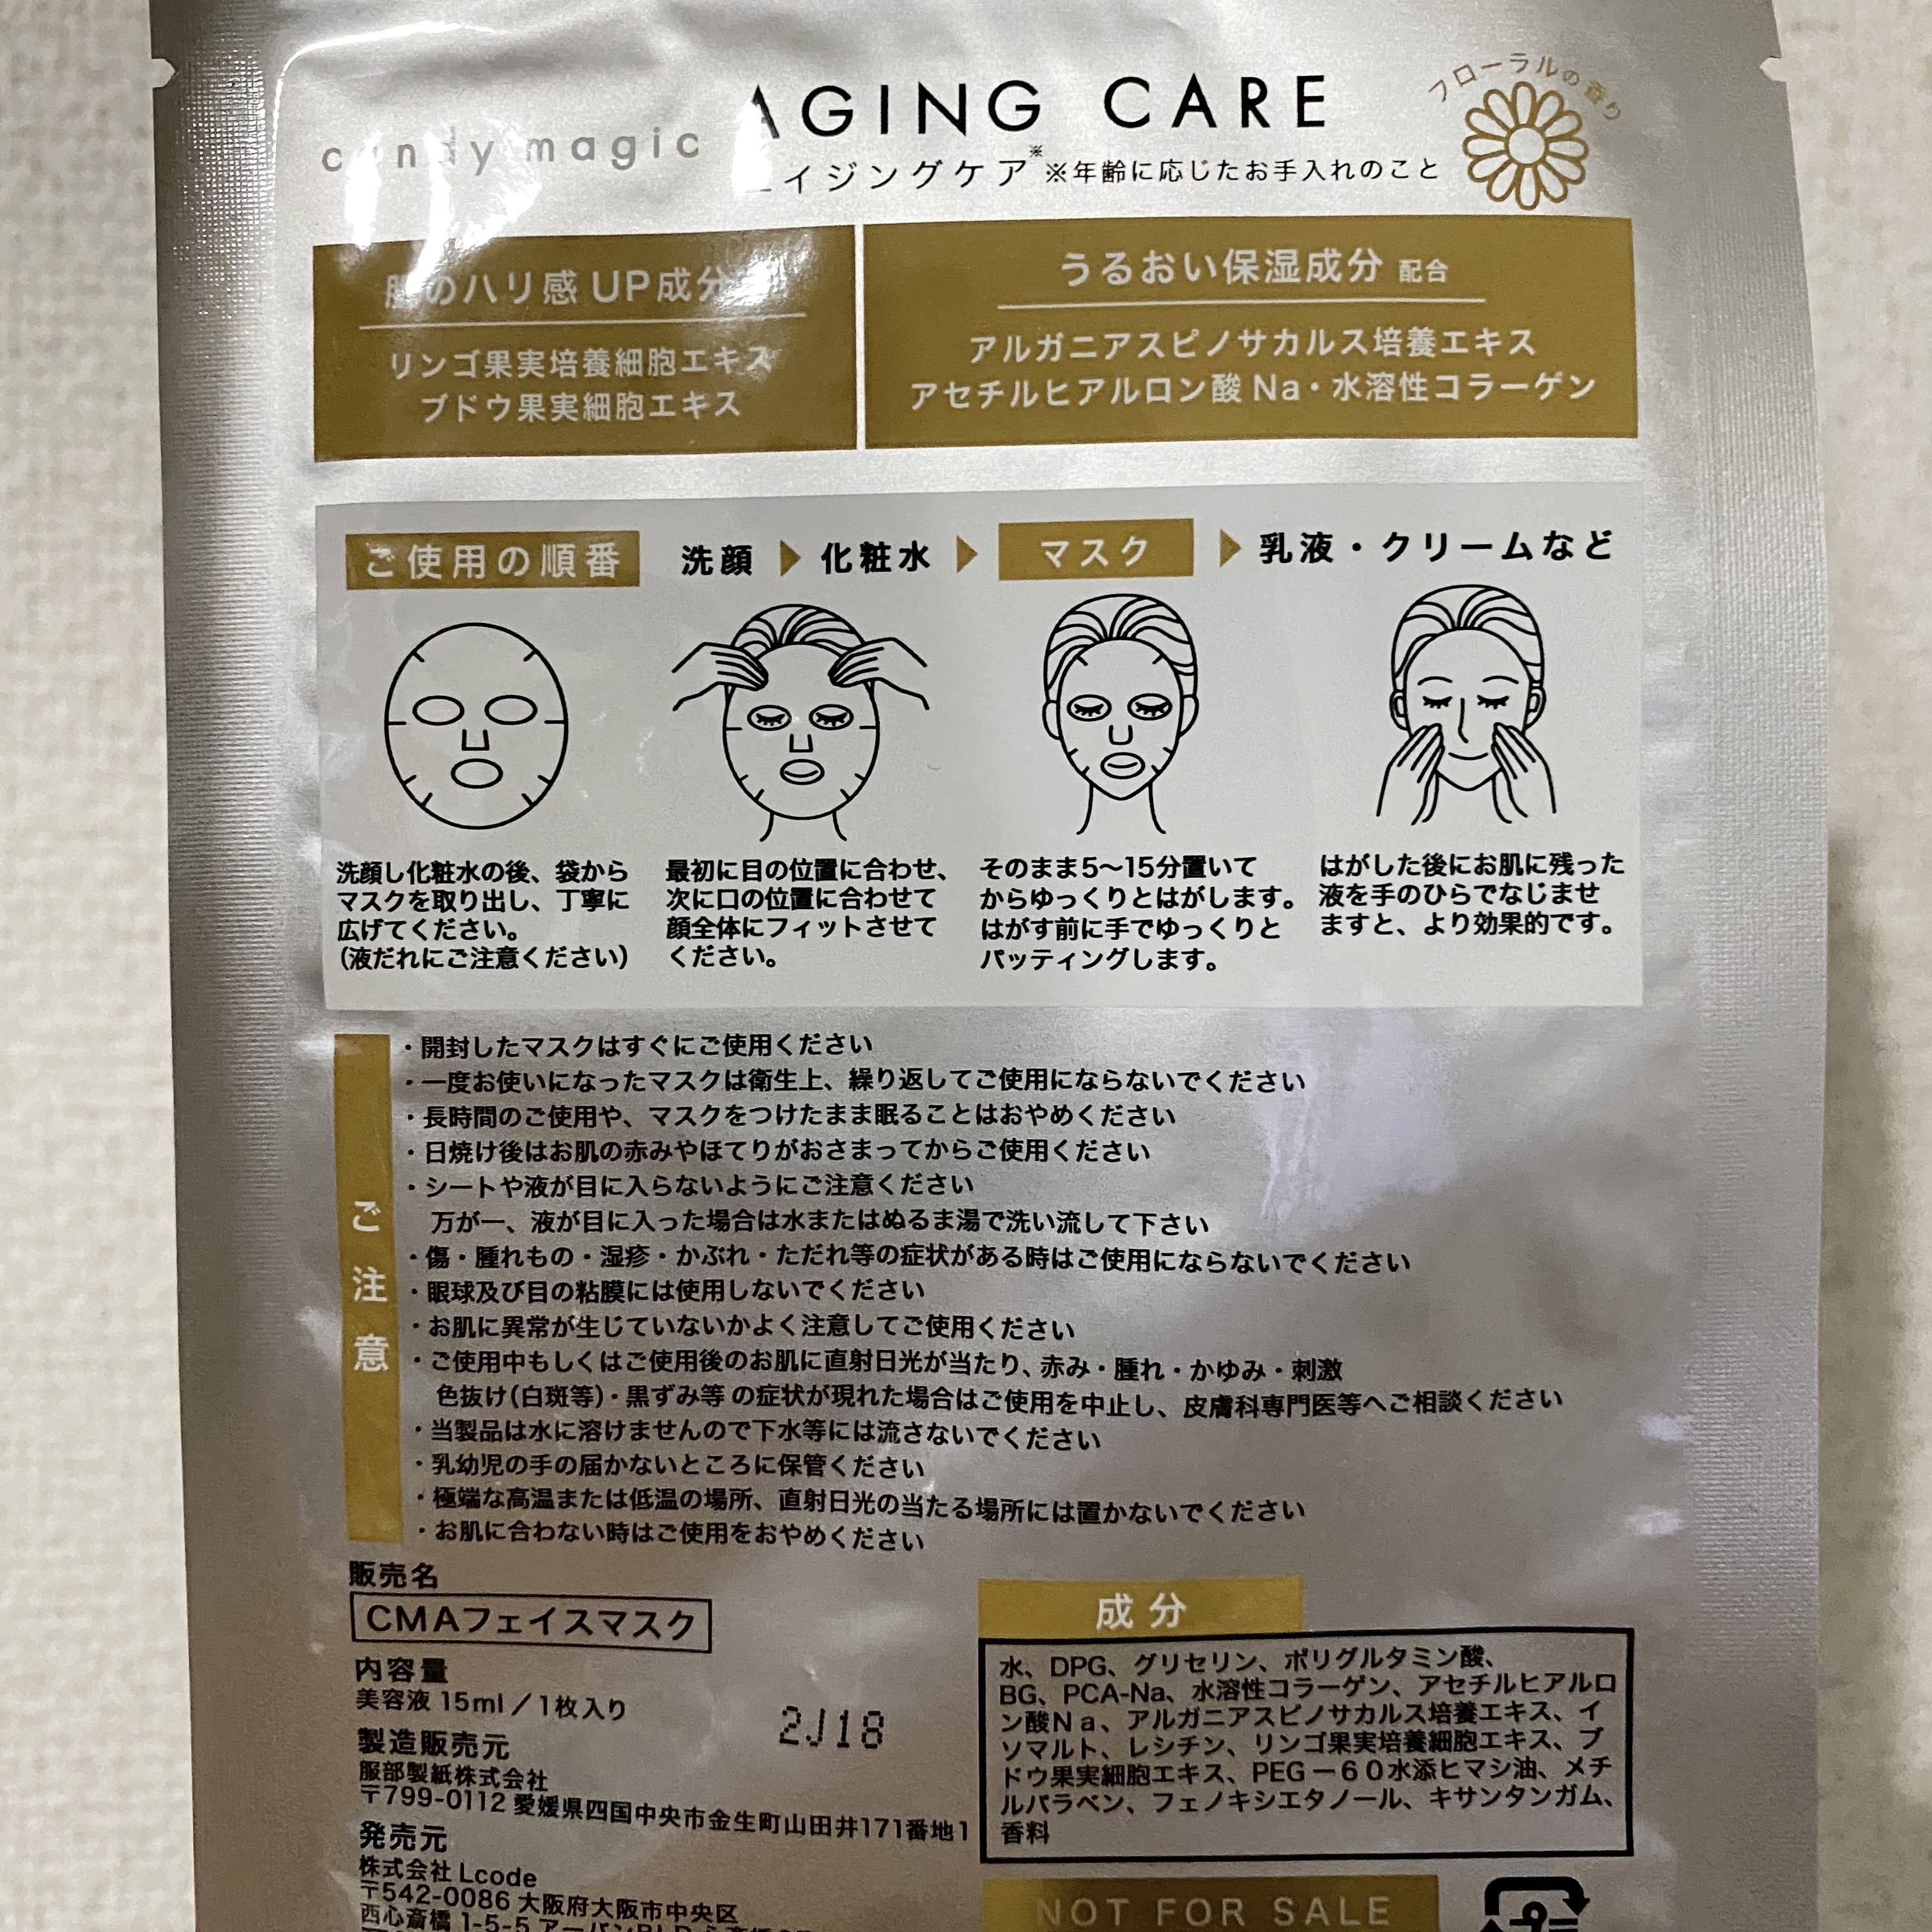 candy magic
AGING CARE
エイジングケア※ ※年齢に応じたお手入れのこと
フローラルの香り
肌のハリ感 UP成分
リンゴ果実培養細胞エキス
ブドウ果実細胞エキス
うるおい保湿成分 配合
アルガニアスピノサカルス培養エキス
アセチルヒアルロン酸 Na・水溶性コラーゲン
ご使用の順番 洗顔 化粧水 マスク 乳液・クリームなど
洗顔し化粧水の後、袋から
マスクを取り出し、丁寧に
広げてください。
(液だれにご注意ください)
最初に目の位置に合わせ、
次に口の位置に合わせて
顔全体にフィットさせて
ください。
そのまま5〜15分置いて
からゆっくりとはがします。
はがす前に手でゆっくりと
パッティングします。
はがした後にお肌に残った
液を手のひらでなじませ
ますと、より効果的です。
ご注意
・開封したマスクはすぐにご使用ください
・一度お使いになったマスクは衛生上、繰り返してご使用にならないでください
・長時間のご使用や、マスクをつけたまま眠ることはおやめください
・日焼け後はお肌の赤みやほてりがおさまってからご使用ください
・シートや液が目に入らないようにご注意ください
万が一、液が目に入った場合は水またはぬるま湯で洗い流して下さい
・傷・腫れもの・湿疹・かぶれ・ただれ等の症状がある時はご使用にならないでください
・眼球及び目の粘膜には使用しないでください
・お肌に異常が生じていないかよく注意してご使用ください
・ご使用中もしくはご使用後のお肌に直射日光が当たり、赤み・腫れ・かゆみ・刺激
色抜け(白斑等)・黒ずみ等 の症状が現れた場合はご使用を中止し、皮膚科専門医等へご相談ください
・当製品は水に溶けませんので下水等には流さないでください
・乳幼児の手の届かないところに保管ください
・極端な高温または低温の場所、直射日光の当たる場所には置かないでください
・お肌に合わない時はご使用をおやめください
販売名
CMAフェイスマスク
内容量
美容液 15ml/1枚入り
2J18
製造販売元
服部製紙株式会社
〒799-0112 愛媛県四国中央市金生町山田井171番地1
発売元
株式会社 Lcode
〒542-0086 大阪府大阪市中央区
西心斎橋 1-5-5
成分
水、DPG、グリセリン、ポリグルタミン酸、
BG、PCA-Na、水溶性コラーゲン、アセチルヒアルロ
ン酸Na、アルガニアスピノサカルス培養エキス、イ
ソマルト、レシチン、リンゴ果実培養細胞エキス、ブ
ドウ果実細胞エキス、PEG－60水添ヒマシ油、メチ
ルパラベン、フェノキシエタノール、キサンタンガム、
香料
NOT FOR SALE